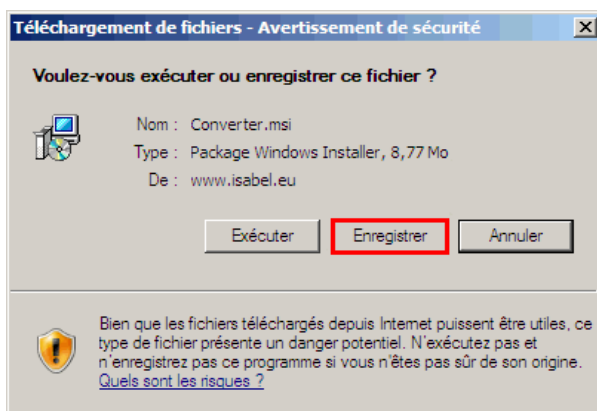 Téléchargement de fichiers - Avertissement de sécurité
Voulez-vous exécuter ou enregistrer ce fichier ?
Nom : Converter.msi
Type : Package Windows Installer, 8,77 Mo
De : www.isabel.eu
Exécuter Enregistrer Annuler
Bien que les fichiers téléchargés depuis Internet puissent être utiles, ce
type de fichier présente un danger potentiel. N'exécutez pas et
n'enregistrez pas ce programme si vous n'êtes pas sûr de son origine.
Quels sont les risques ?